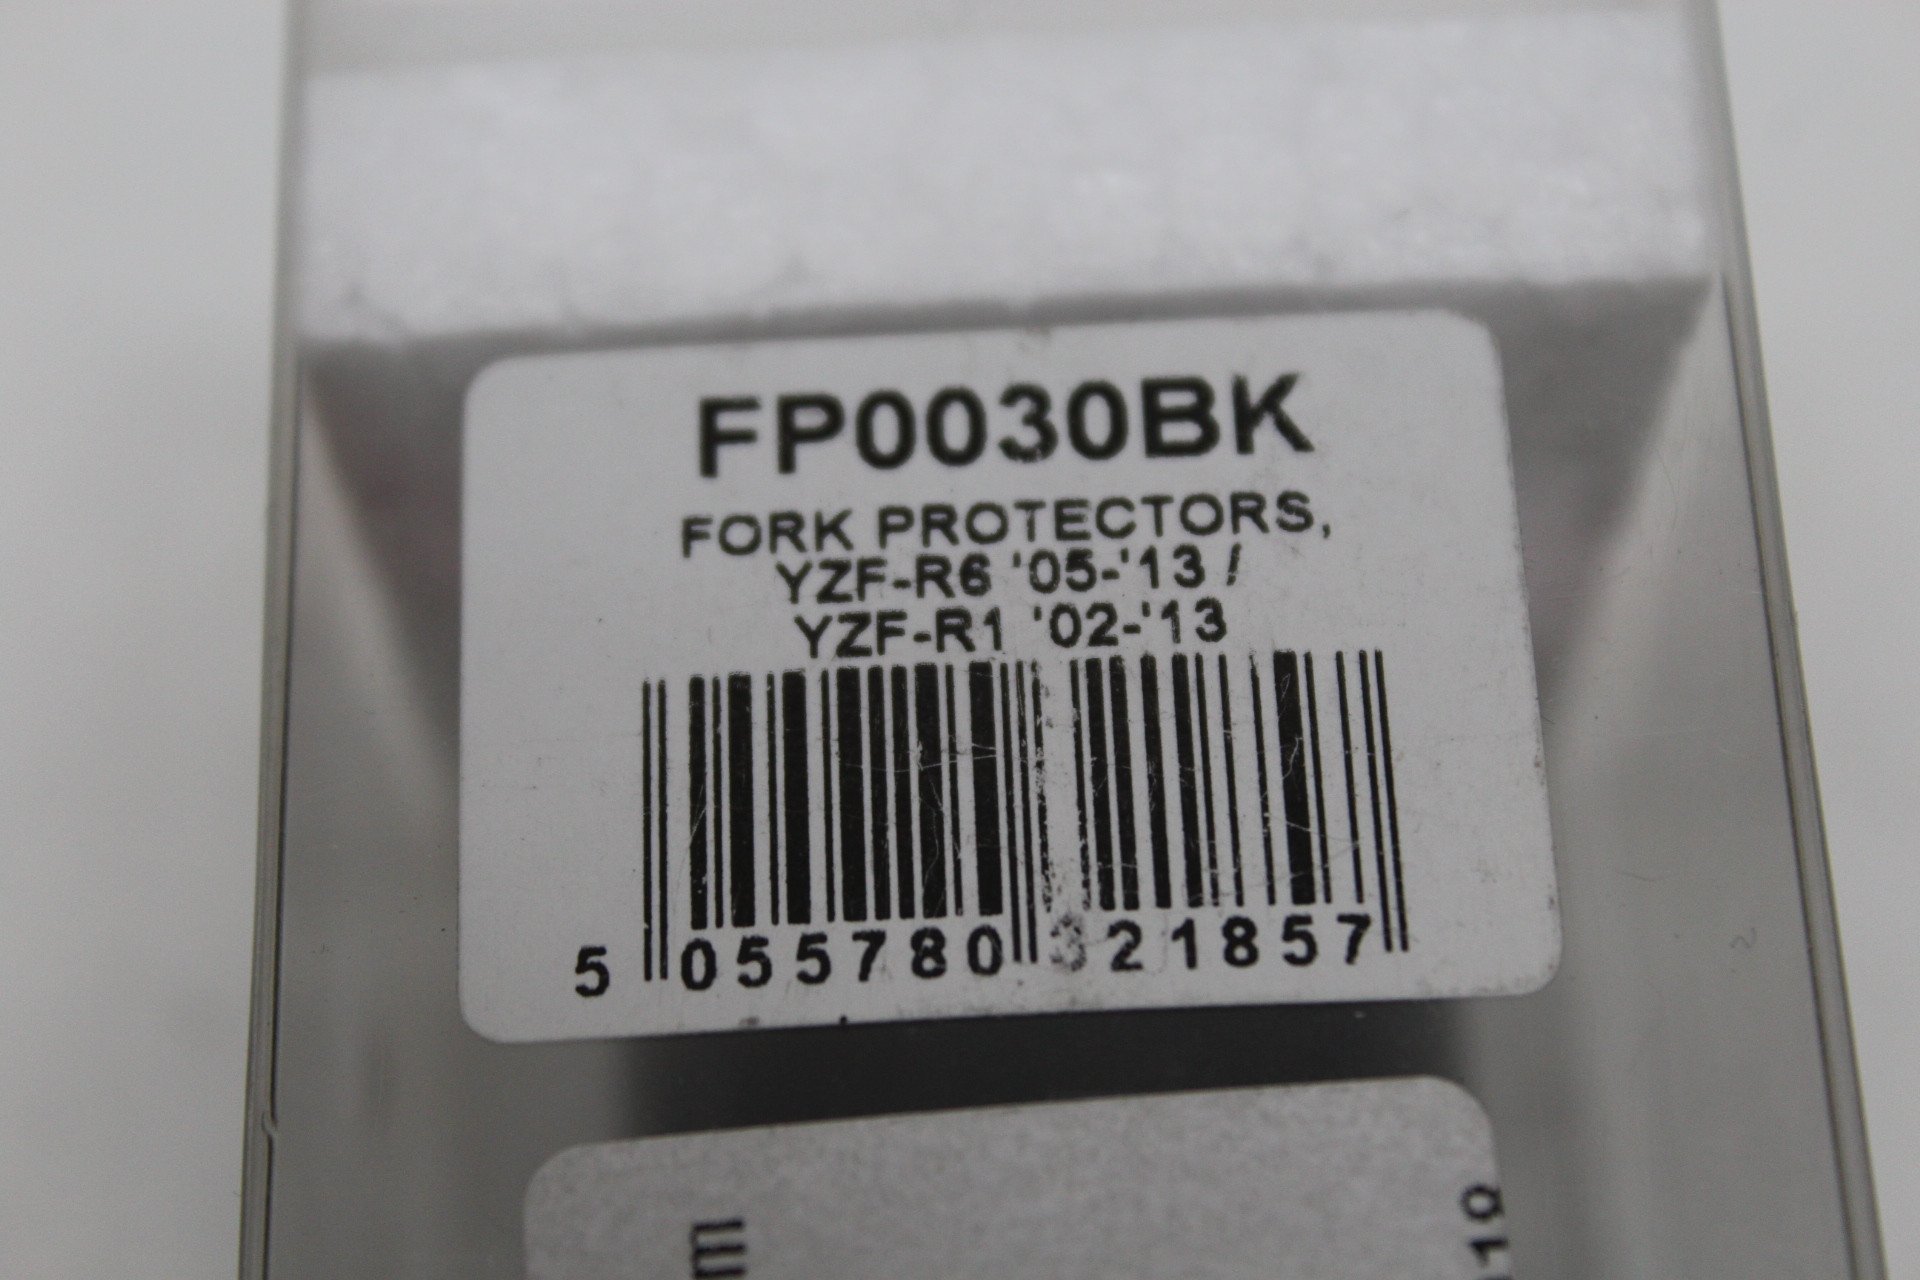 FP0030BK
FORK PROTECTORS,
YZF-R6 '05-'13 /
YZF-R1 '02-'13
5 055780 321857